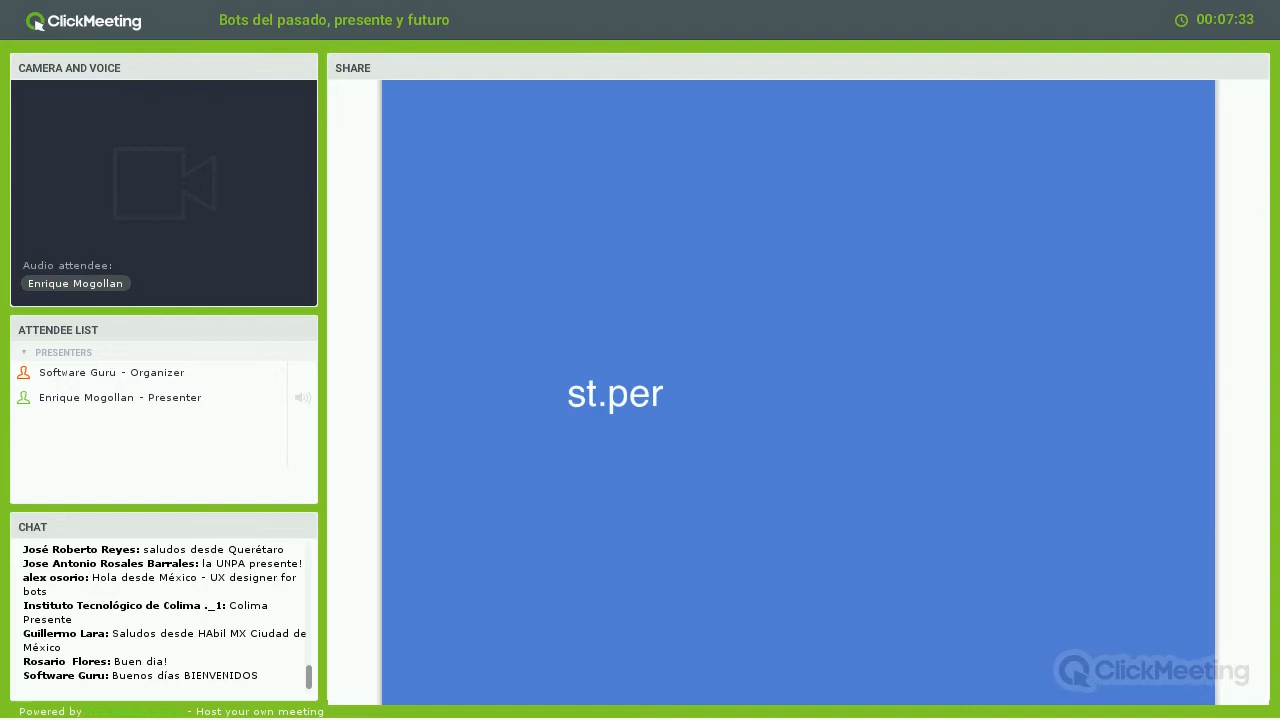 ClickMeeting
Bots del pasado, presente y futuro
00:07:33
CAMERA AND VOICE
Audio attendee:
Enrique Mogollan
ATTENDEE LIST
PRESENTERS
Software Guru - Organizer
Enrique Mogollan - Presenter
CHAT
José Roberto Reyes: saludos desde Querétaro
Jose Antonio Rosales Barrales: la UNPA presente!
alex osorio: Hola desde México - UX designer for
bots
Instituto Tecnológico de Colima ._1: Colima
Presente
Guillermo Lara: Saludos desde HAbil MX Ciudad de
México
Rosario Flores: Buen dia!
Software Guru: Buenos días BIENVENIDOS
Powered by - Host your own meeting
SHARE
st.per
ClickMeeting